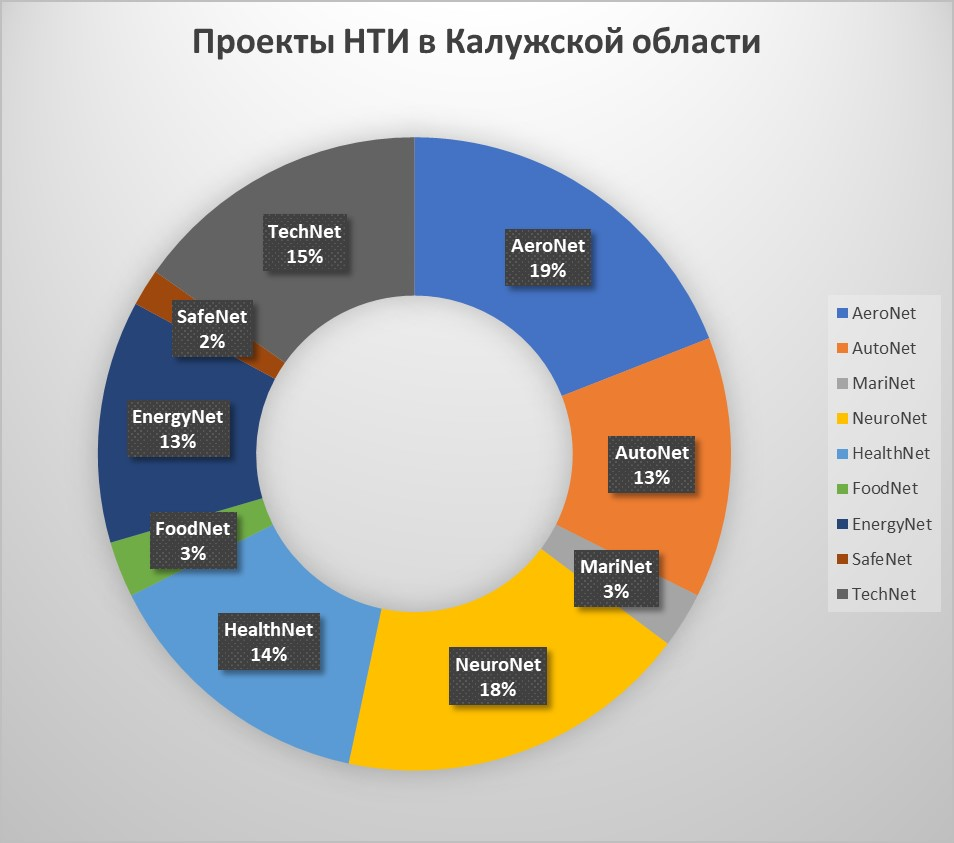 Проекты НТИ в Калужской области
TechNet
15%
AeroNet
19%
SafeNet
2%
EnergyNet
13%
AutoNet
13%
FoodNet
3%
MariNet
3%
HealthNet
14%
NeuroNet
18%
AeroNet
AutoNet
MariNet
NeuroNet
HealthNet
FoodNet
EnergyNet
SafeNet
TechNet